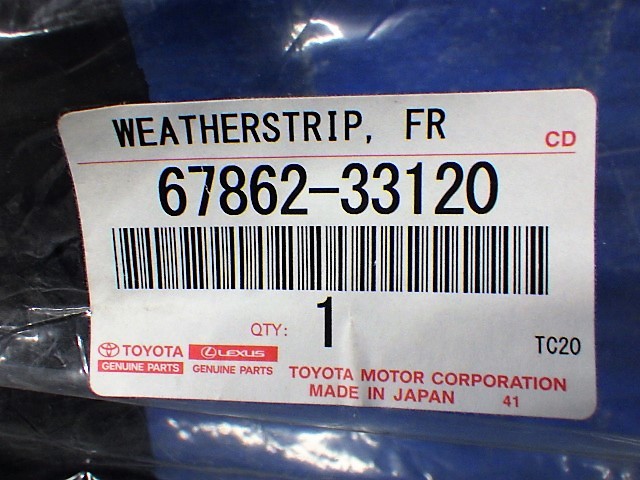 WEATHERSTRIP, FR
CD
67862-33120
QTY: 1
TC20
TOYOTA LEXUS
GENUINE PARTS GENUINE PARTS
TOYOTA MOTOR CORPORATION
MADE IN JAPAN 41